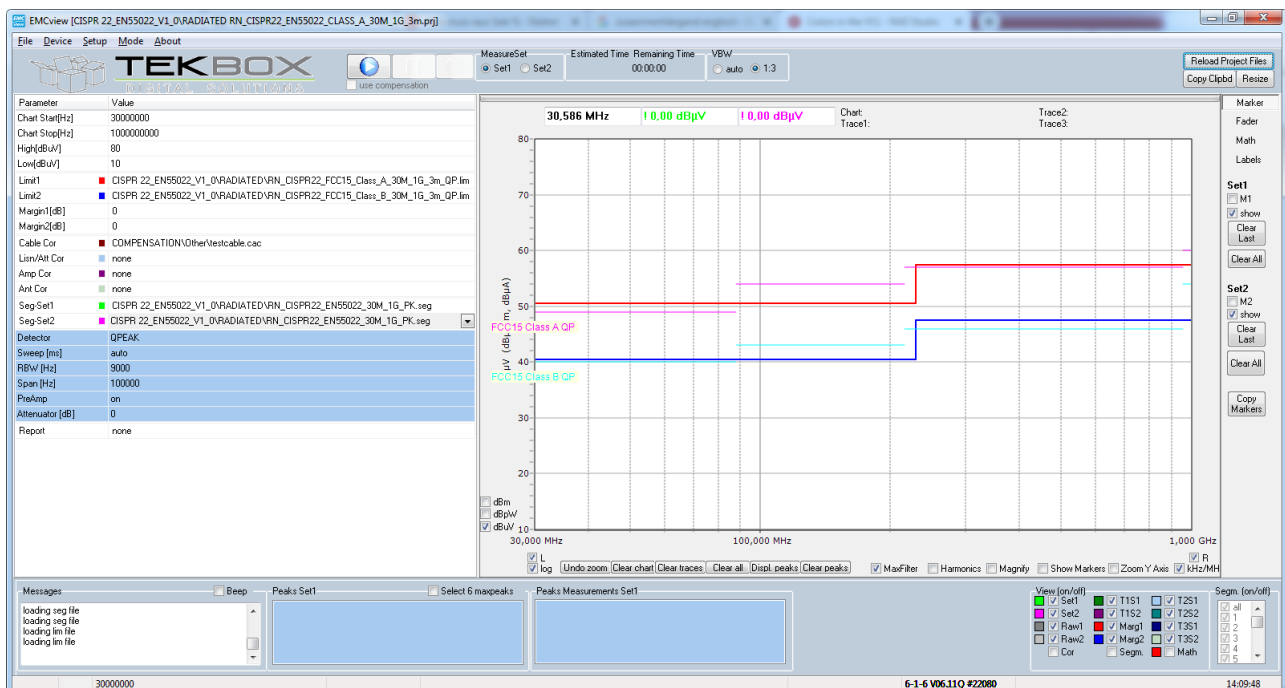 EMCview [CISPR 22_EN55022_V1_0\RADIATED RN_CISPR22_EN55022_CLASS_A_30M_1G_3m.prj]
File Device Setup Mode About
TEKBOX
DIGITAL SOLUTIONS
use compensation
MeasureSet
Set1 Set2
Estimated Time Remaining Time
00:00:00
VBW
auto 1:3
Reload Project Files
Copy Clipbd Resize
Parameter Value
Chart Start[Hz] 30000000
Chart Stop[Hz] 1000000000
High[dBuV] 80
Low[dBuV] 10
Limit1 CISPR 22_EN55022_V1_0\RADIATED\RN_CISPR22_FCC15_Class_A_30M_1G_3m_QP.lim
Limit2 CISPR 22_EN55022_V1_0\RADIATED\RN_CISPR22_FCC15_Class_B_30M_1G_3m_QP.lim
Margin1[dB] 0
Margin2[dB] 0
Cable Cor COMPENSATION\Other\testcable.cac
Lisn/Att Cor none
Amp Cor none
Ant Cor none
Seg-Set1 CISPR 22_EN55022_V1_0\RADIATED\RN_CISPR22_EN55022_30M_1G_PK.seg
Seg-Set2 CISPR 22_EN55022_V1_0\RADIATED\RN_CISPR22_EN55022_30M_1G_PK.seg
Detector QPEAK
Sweep [ms] auto
RBW [Hz] 9000
Span [Hz] 100000
PreAmp on
Attenuator [dB] 0
Report none
30,586 MHz ! 0,00 dBµV ! 0,00 dBµV
Chart:
Trace1:
Trace2:
Trace3:
80
70
60
50
40
30
20
10
FCC15 Class A QP
FCC15 Class B QP
dBm
dBpW
dBuV
30,000 MHz 100,000 MHz 1,000 GHz
L R
log Undo zoom Clear chart Clear traces Clear all Displ. peaks Clear peaks MaxFilter Harmonics Magnify Show Markers Zoom Y Axis kHz/MH
Marker
Fader
Math
Labels
Set1
M1
show
Clear Last
Clear All
Set2
M2
show
Clear Last
Clear All
Copy Markers
Messages Beep
loading seg file
loading seg file
loading lim file
loading lim file
Peaks Set1 Select 6 maxpeaks
Peaks Measurements Set1
View (on/off)
Set1 T1S1 T2S1
Set2 T1S2 T2S2
Raw1 Marg1 T3S1
Raw2 Marg2 T3S2
Cor Segm. Math
Segm. (on/off)
all
1
2
3
4
5
30000000 6-1-6 V06.11Q #22080 14:09:48